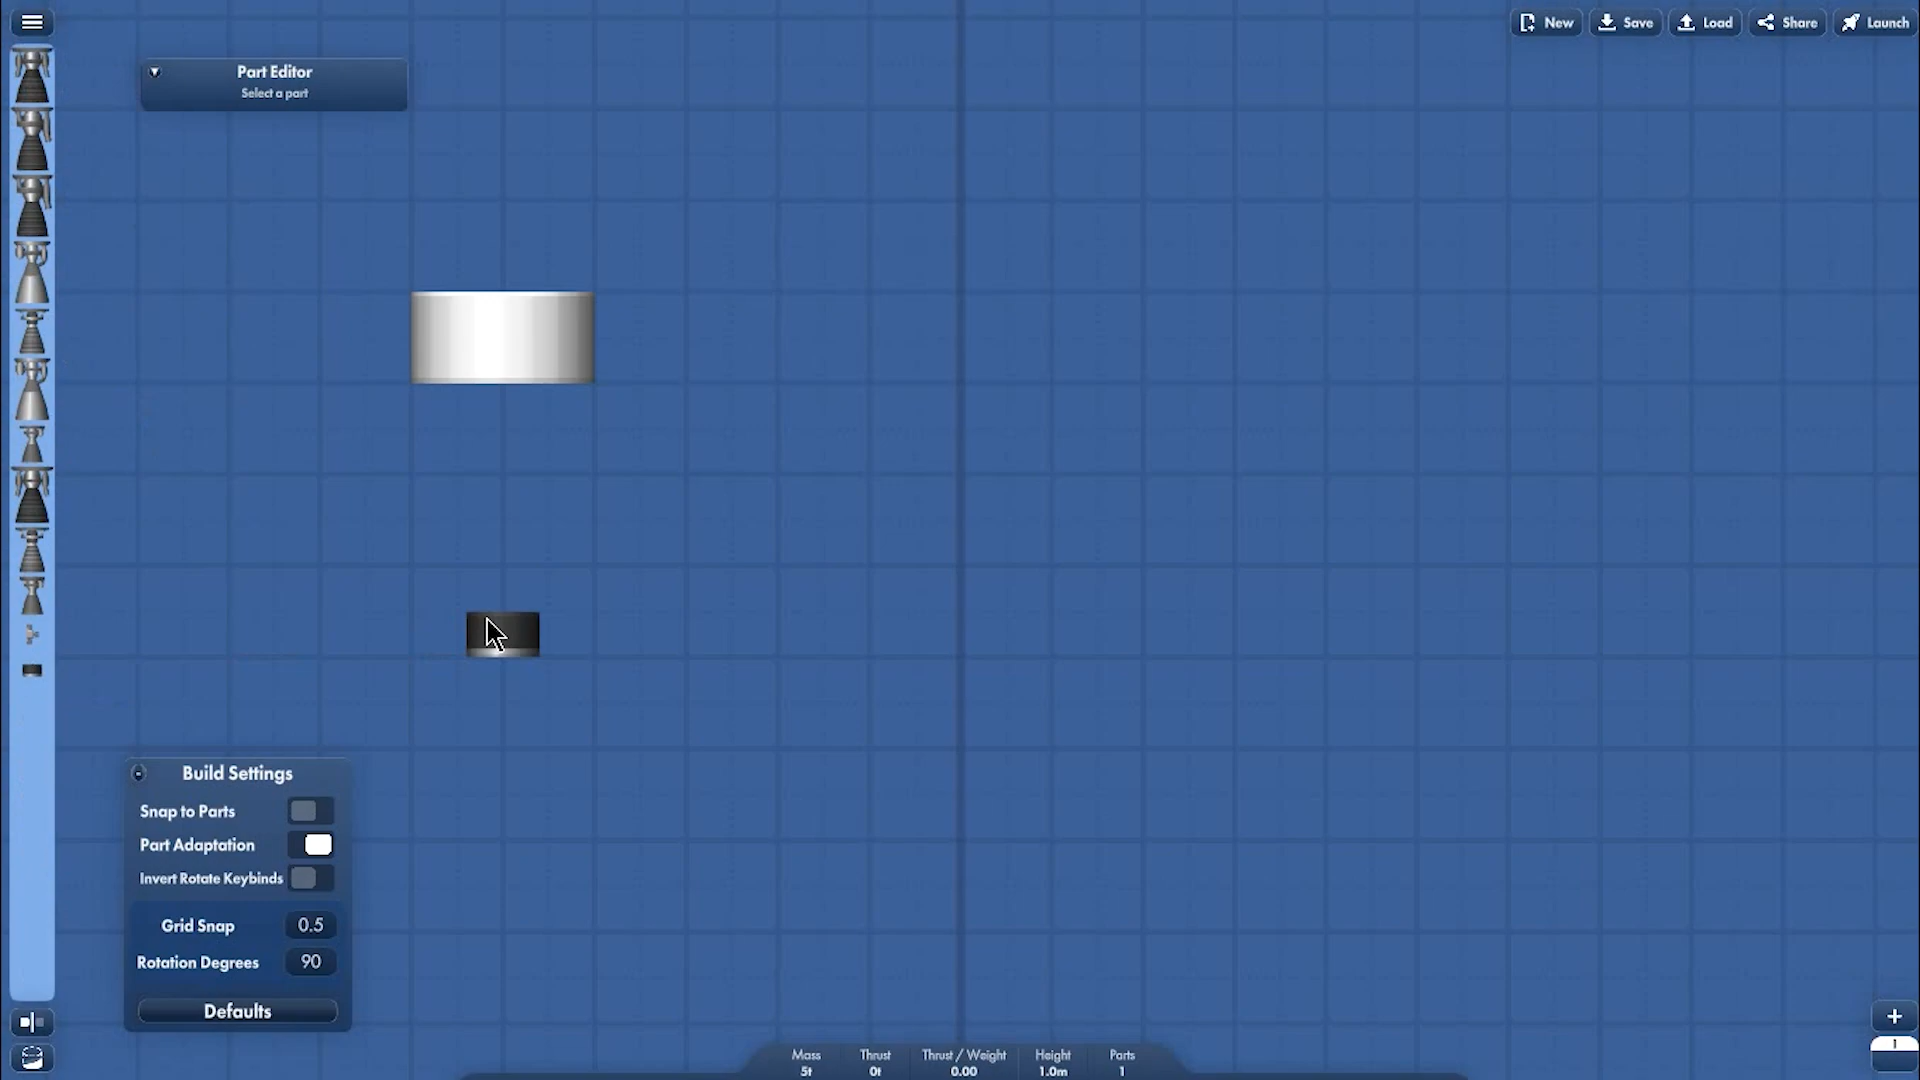 New
Save
Load
Share
Launch
Part Editor
Select a part
Build Settings
Snap to Parts
Part Adaptation
Invert Rotate Keybinds
Grid Snap 0.5
Rotation Degrees 90
Defaults
Mass Thrust Thrust / Weight Height Parts
5t 0t 0.00 1.0m 1
1